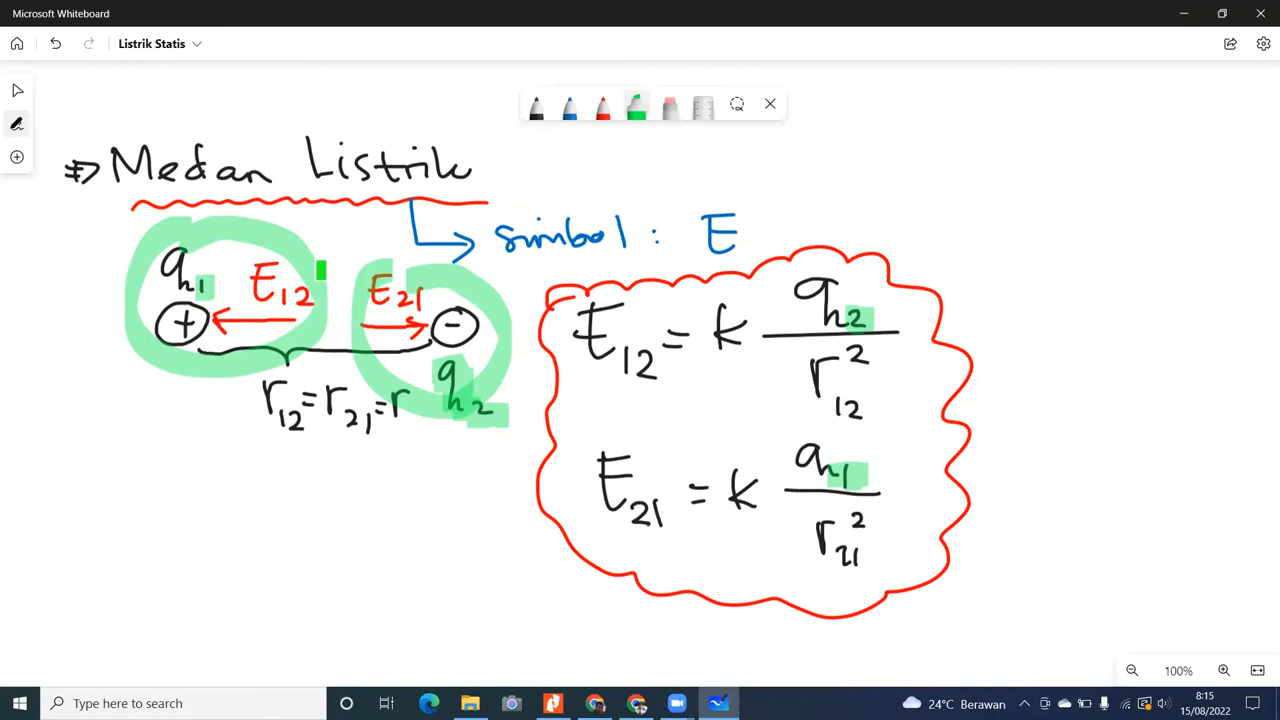 Microsoft Whiteboard
Listrik Statis
⇒ Medan Listrik
simbol : E
q1 E12 E21
+ -
r12 = r21 = r q2
E12 = k q2 / r12²
E21 = k q1 / r21²
100%
Type here to search
24°C Berawan
8:15
15/08/2022